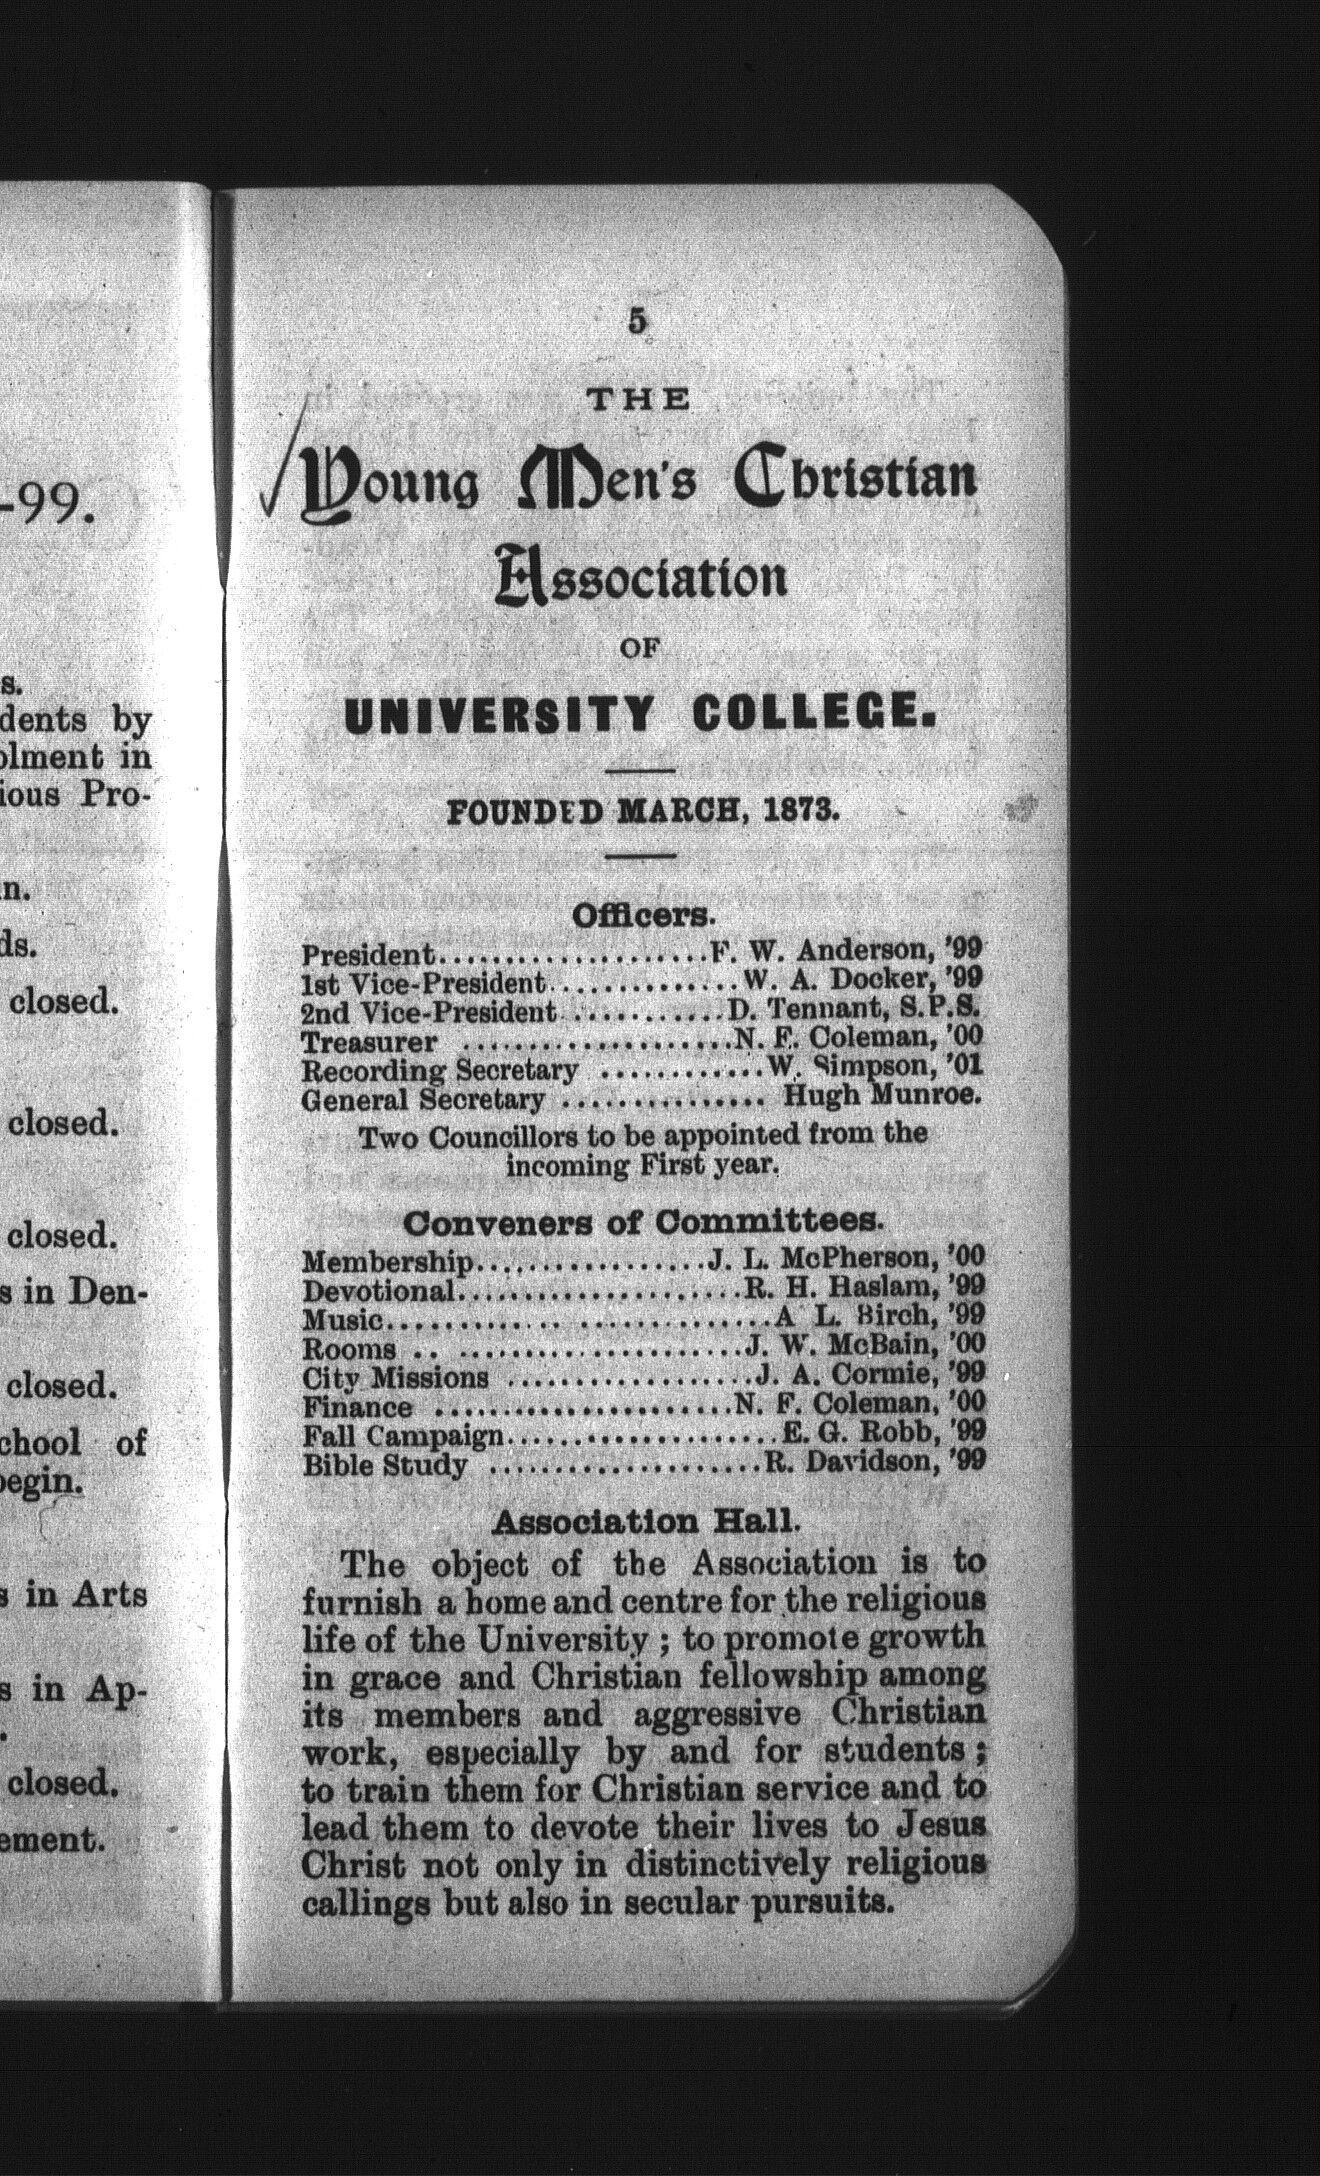 -99.
s.
dents by
olment in
ious Pro-
in.
ds.
closed.
closed.
closed.
s in Den-
closed.
chool of
begin.
s in Arts
s in Ap-
closed.
ement.
5
THE
Young Men's Christian
Association
OF
UNIVERSITY COLLEGE.
FOUNDED MARCH, 1873.
Officers.
President....................F. W. Anderson, '99
1st Vice-President..............W. A. Docker, '99
2nd Vice-President............D. Tennant, S.P.S.
Treasurer ....................N. F. Coleman, '00
Recording Secretary ............W. Simpson, '01
General Secretary ............... Hugh Munroe.
Two Councillors to be appointed from the
incoming First year.
Conveners of Committees.
Membership.................J. L. McPherson, '00
Devotional.....................R. H. Haslam, '99
Music............. ..............A L. Birch, '99
Rooms .. .....................J. W. McBain, '00
City Missions ..................J. A. Cormie, '99
Finance ......................N. F. Coleman, '00
Fall Campaign....................E. G. Robb, '99
Bible Study ....................R. Davidson, '99
Association Hall.
The object of the Association is to
furnish a home and centre for the religious
life of the University ; to promote growth
in grace and Christian fellowship among
its members and aggressive Christian
work, especially by and for students ;
to train them for Christian service and to
lead them to devote their lives to Jesus
Christ not only in distinctively religious
callings but also in secular pursuits.